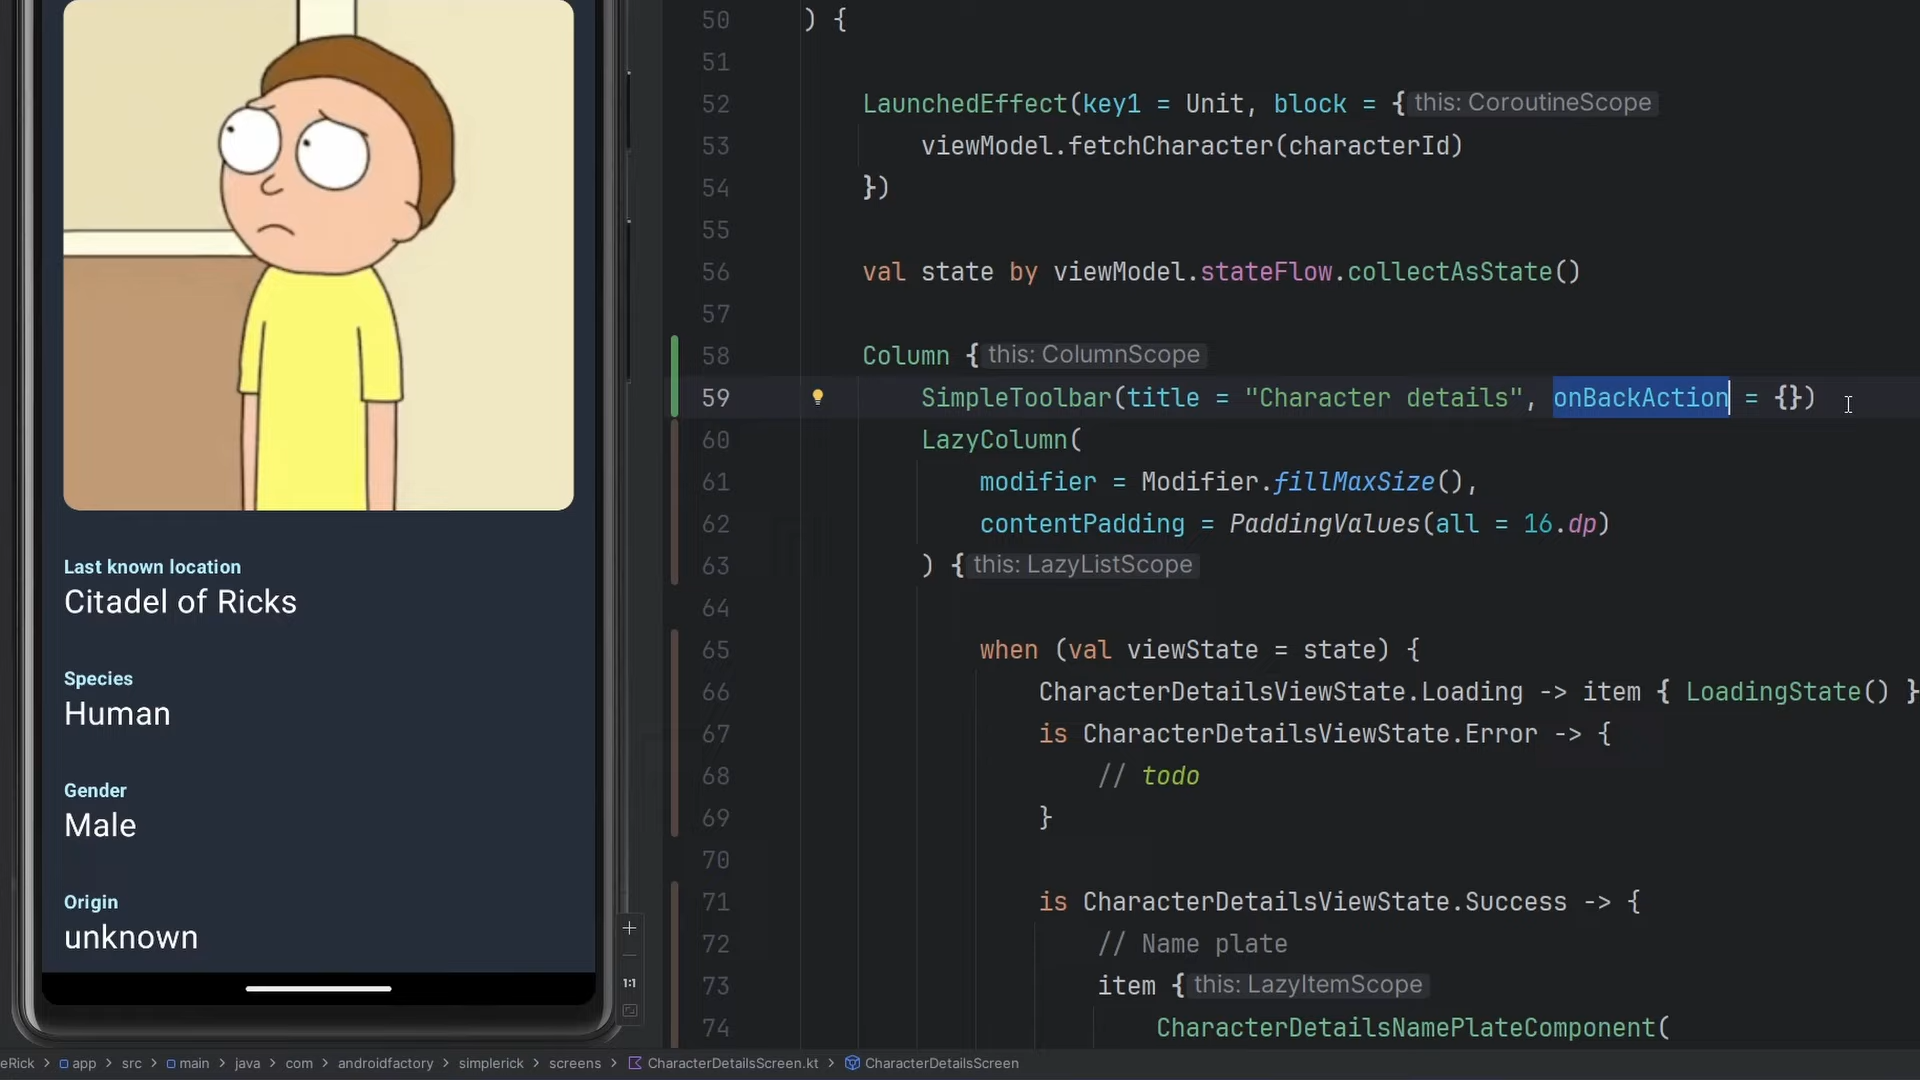 Last known location
Citadel of Ricks
Species
Human
Gender
Male
Origin
unknown
1:1
50 ) {
51
52 LaunchedEffect(key1 = Unit, block = { this: CoroutineScope
53 viewModel.fetchCharacter(characterId)
54 })
55
56 val state by viewModel.stateFlow.collectAsState()
57
58 Column { this: ColumnScope
59 SimpleToolbar(title = "Character details", onBackAction = {})
60 LazyColumn(
61 modifier = Modifier.fillMaxSize(),
62 contentPadding = PaddingValues(all = 16.dp)
63 ) { this: LazyListScope
64
65 when (val viewState = state) {
66 CharacterDetailsViewState.Loading -> item { LoadingState() }
67 is CharacterDetailsViewState.Error -> {
68 // todo
69 }
70
71 is CharacterDetailsViewState.Success -> {
72 // Name plate
73 item { this: LazyItemScope
74 CharacterDetailsNamePlateComponent(
eRick > app > src > main > java > com > androidfactory > simplerick > screens > CharacterDetailsScreen.kt > CharacterDetailsScreen